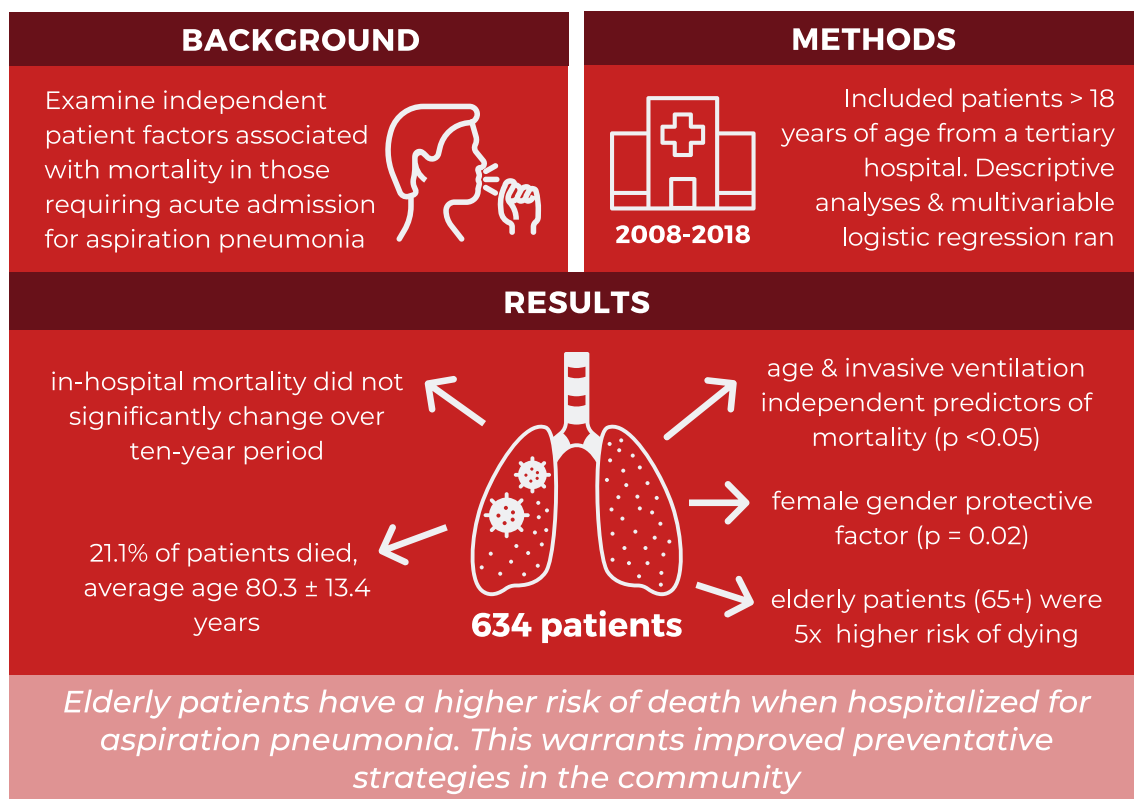 BACKGROUND
Examine independent
patient factors associated
with mortality in those
requiring acute admission
for aspiration pneumonia
METHODS
2008-2018
Included patients > 18
years of age from a tertiary
hospital. Descriptive
analyses & multivariable
logistic regression ran
RESULTS
in-hospital mortality did not
significantly change over
ten-year period
21.1% of patients died,
average age 80.3 ± 13.4
years
634 patients
age & invasive ventilation
independent predictors of
mortality (p <0.05)
female gender protective
factor (p = 0.02)
elderly patients (65+) were
5x higher risk of dying
Elderly patients have a higher risk of death when hospitalized for
aspiration pneumonia. This warrants improved preventative
strategies in the community